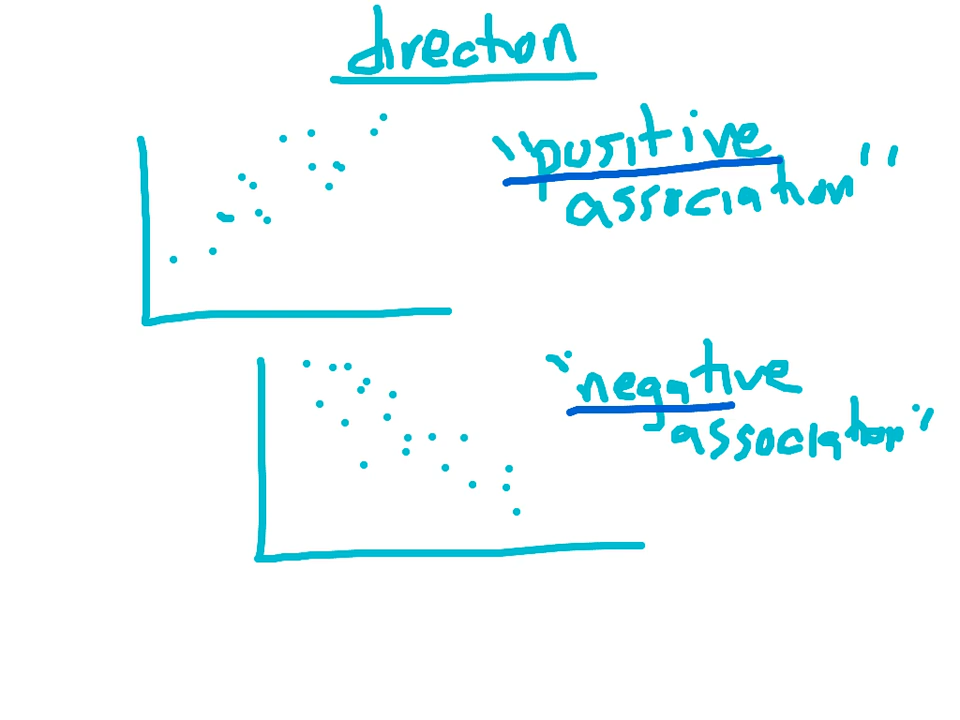 direction
"positive
association"
"negative
association"